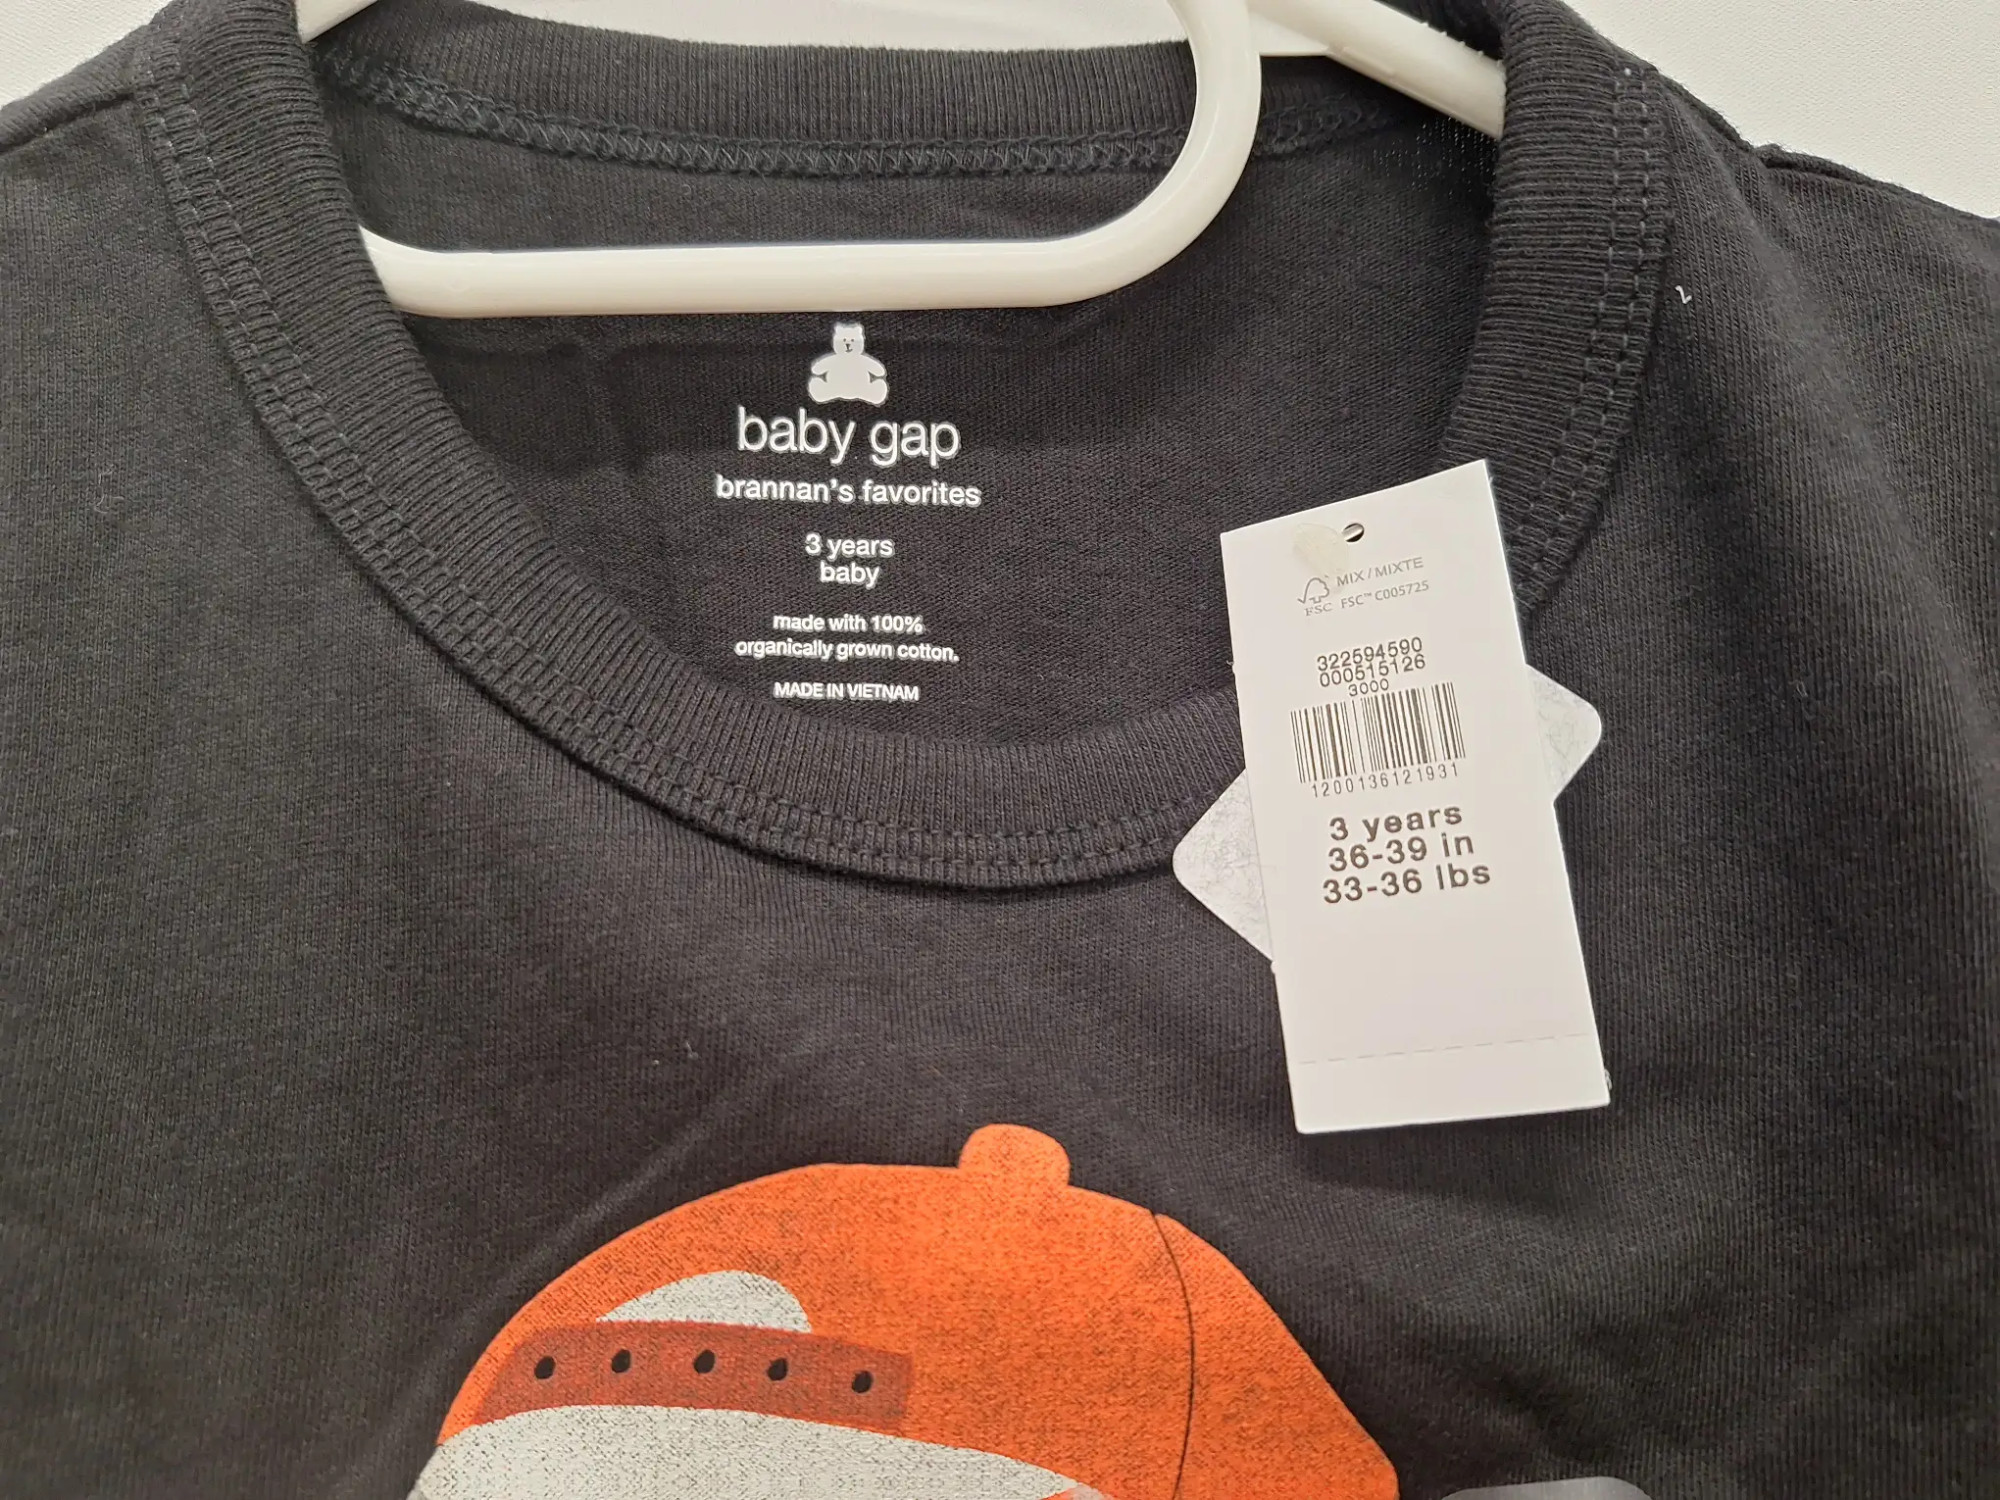 baby gap
brannan's favorites
3 years
baby
made with 100%
organically grown cotton.
MADE IN VIETNAM
MIX / MIXTE
FSC FSC™ C005725
322594590
000515126
3000
1200136121931
3 years
36-39 in
33-36 lbs